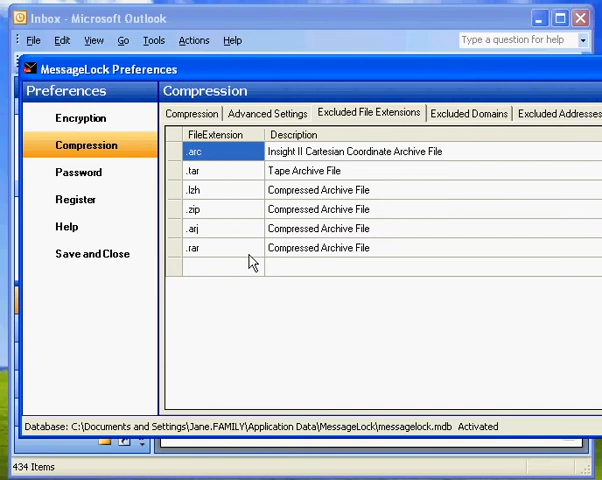 Inbox - Microsoft Outlook
File Edit View Go Tools Actions Help
Type a question for help
MessageLock Preferences
Preferences
Compression
Encryption
Compression
Password
Register
Help
Save and Close
Compression Advanced Settings Excluded File Extensions Excluded Domains Excluded Addresses
FileExtension Description
.arc Insight II Cartesian Coordinate Archive File
.tar Tape Archive File
.lzh Compressed Archive File
.zip Compressed Archive File
.arj Compressed Archive File
.rar Compressed Archive File
Database: C:\Documents and Settings\Jane.FAMILY\Application Data\MessageLock\messagelock.mdb Activated
434 Items